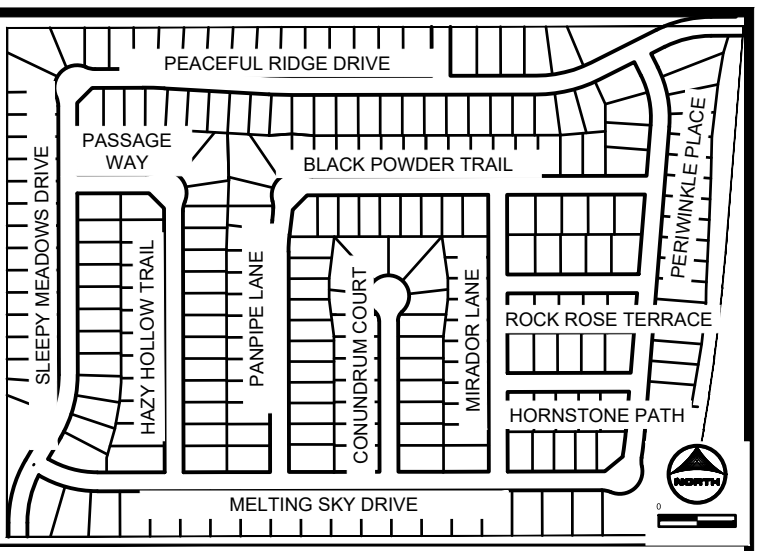 PEACEFUL RIDGE DRIVE
PASSAGE
WAY
BLACK POWDER TRAIL
SLEEPY MEADOWS DRIVE
PERIWINKLE PLACE
HAZY HOLLOW TRAIL
PANPIPE LANE
CONUNDRUM COURT
MIRADOR LANE
ROCK ROSE TERRACE
HORNSTONE PATH
MELTING SKY DRIVE
NORTH
0